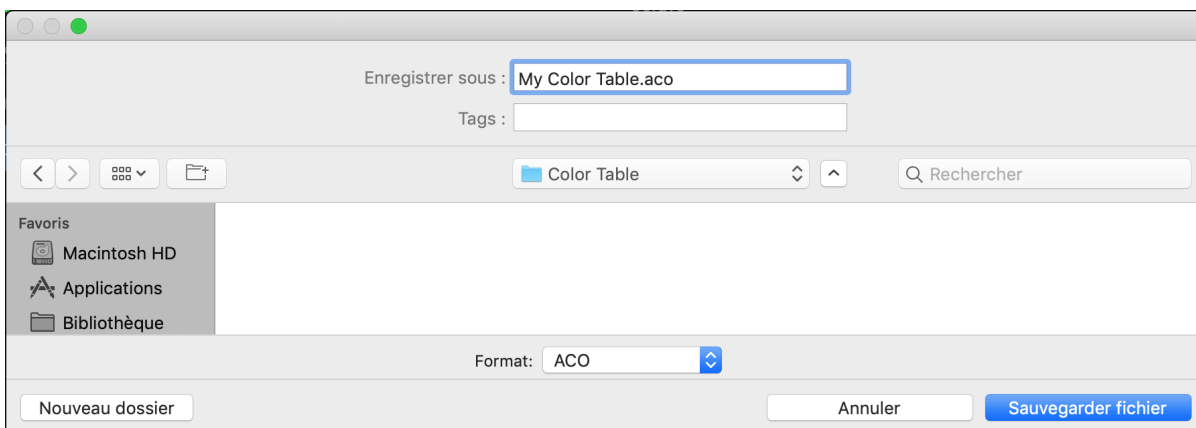 Enregistrer sous : My Color Table.aco
Tags :
Color Table
Rechercher
Favoris
Macintosh HD
Applications
Bibliothèque
Format: ACO
Nouveau dossier Annuler Sauvegarder fichier